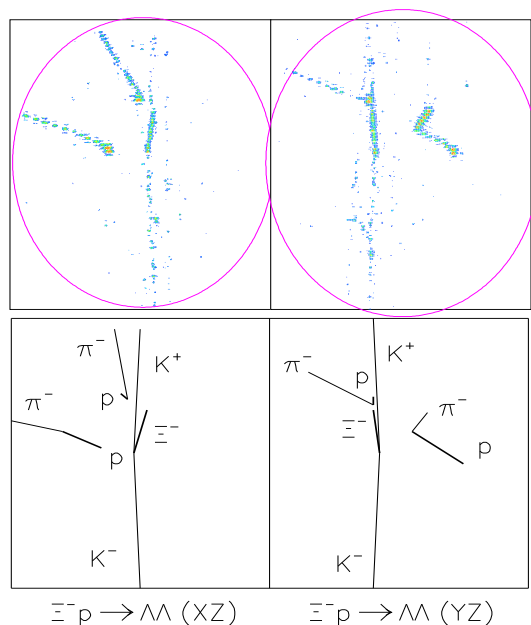 π⁻ K⁺
π⁻ p
Ξ⁻
p
K⁻
K⁺
π⁻ p
Ξ⁻ π⁻
p
K⁻
Ξ⁻p → ΛΛ (XZ)
Ξ⁻p → ΛΛ (YZ)